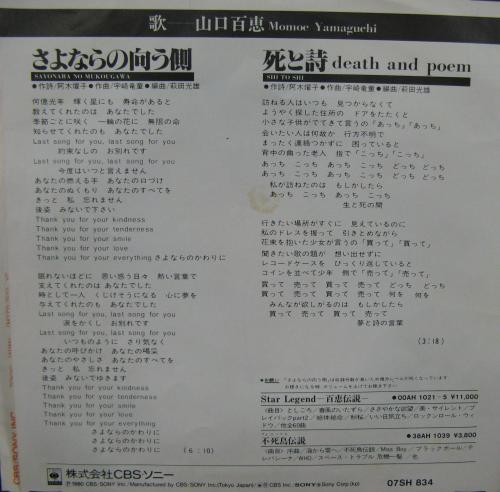 歌——山口百恵 Momoe Yamaguchi
さよならの向う側
SAYONARA NO MUKOUGAWA
●作詩/阿木燿子●作曲/宇崎竜童●編曲/萩田光雄
何億光年 輝く星にも 寿命があると
教えてくれたのは あなたでした
季節ごとに咲く 一輪の花に 無限の命
知らせてくれたのも あなたでした
Last song for you, last song for you
約束なしの お別れです
Last song for you, last song for you
今度はいつと言えません
あなたの燃える手 あなたの口づけ
あなたのぬくもり あなたのすべてを
きっと 私 忘れません
後姿 みないで下さい
Thank you for your kindness
Thank you for your tenderness
Thank you for your smile
Thank you for your love
Thank you for your everything さよならのかわりに
眠れないほどに 思い惑う日々 熱い言葉で
支えてくれたのは あなたでした
時として一人 くじけそうになる 心に夢を
与えてくれたのも あなたでした
Last song for you, last song for you
涙をかくし お別れです
Last song for you, last song for you
いつものように さり気なく
あなたの呼びかけ あなたの喝采
あなたのやさしさ あなたのすべてを
きっと 私 忘れません
後姿 みないでゆきます
Thank you for your kindness
Thank you for your tenderness
Thank you for your smile
Thank you for your love
Thank you for your everything
さよならのかわりに
さよならのかわりに
さよならのかわりに (6:10)
死と詩 death and poem
SHI TO SHI
●作詩/阿木燿子●作曲/宇崎竜童●編曲/萩田光雄
訪ねる人はいつも 見つからなくて
ようやく探した住所の ドアをたたくと
小さな子供がでてきて言うの「あっち」「あっち」
会いたい人は何故か 行方不明で
まったく連絡つかずに 困っていると
背中の曲った老人 指で「こっち」「こっち」
あっち こっち あっち こっち どっち どっち
あっち こっち あっち こっち どっち どっち
私が訪ねたのは もしかしたら
あっち こっち あっち こっち
生と死の間
行きたい場所がすぐに 見えているのに
私のドレスを握って 引きとめながら
花束を抱いた少女が言うの「買って」「買って」
聞きたい歌の題が 想い出せずに
レコードケースを ひっくり返していると
コインを並べて少年 側で「売って」「売って」
買って 売って 買って 売って どっち どっち
買って 売って 買って 売って 何を 何を
みんなが欲しがるのは もしかしたら
買って 売って 買って 売って
夢と詩の言葉
(3:18)
Star Legend—百恵伝説— ●00AH 1021-5 ¥11,000
不死鳥伝説 ●38AH 1039 ¥3,800
株式会社CBS・ソニー
07SH 834
CBS/SONY INC.